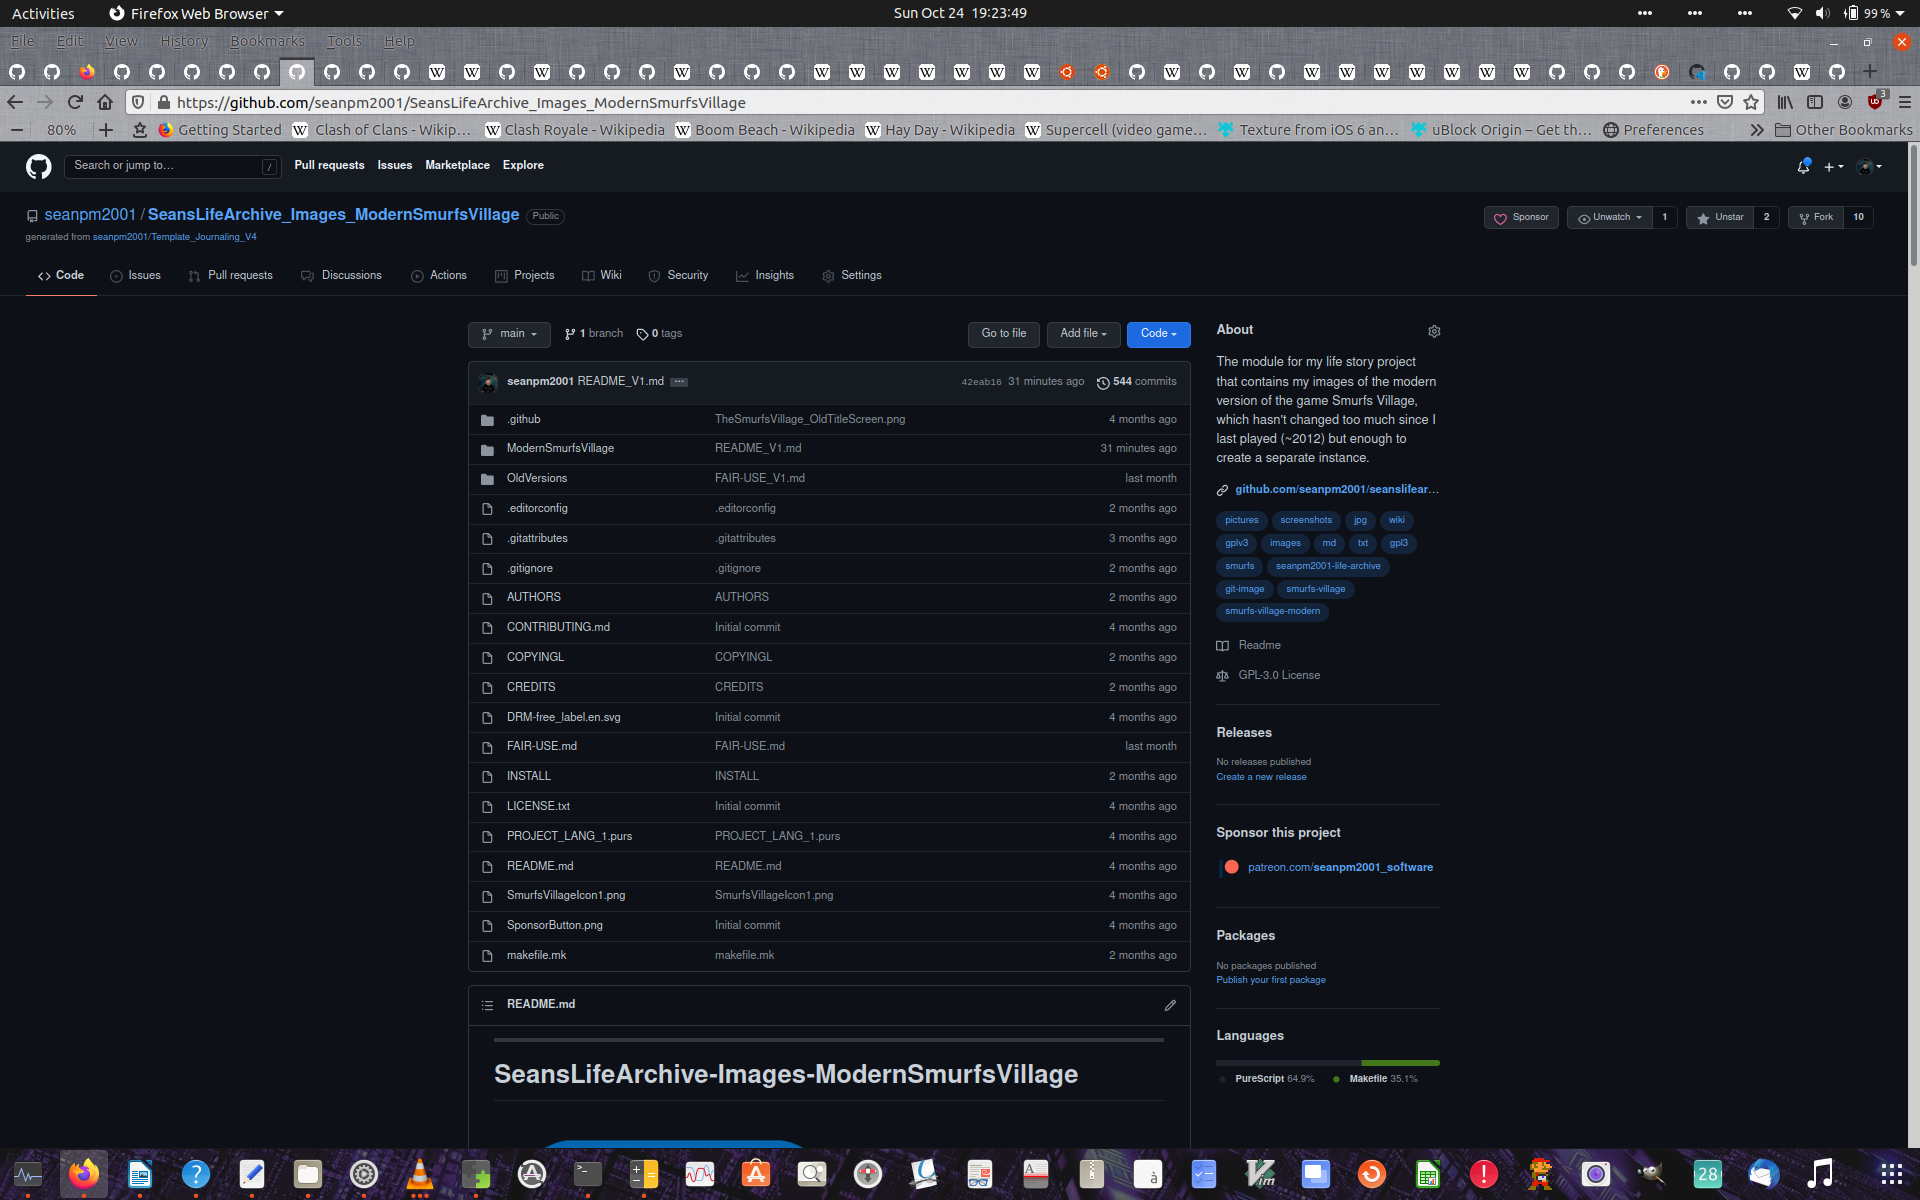 Activities Firefox Web Browser Sun Oct 24 19:23:49 99 %
File Edit View History Bookmarks Tools Help
https://github.com/seanpm2001/SeansLifeArchive_Images_ModernSmurfsVillage 3
80% Getting Started Clash of Clans - Wikip… Clash Royale - Wikipedia Boom Beach - Wikipedia Hay Day - Wikipedia Supercell (video game… Texture from iOS 6 an… uBlock Origin – Get th… Preferences Other Bookmarks
Search or jump to… / Pull requests Issues Marketplace Explore
seanpm2001 / SeansLifeArchive_Images_ModernSmurfsVillage Public Sponsor Unwatch 1 Unstar 2 Fork 10
generated from seanpm2001/Template_Journaling_V4
Code Issues Pull requests Discussions Actions Projects Wiki Security Insights Settings
main 1 branch 0 tags Go to file Add file Code
seanpm2001 README_V1.md 42eab16 31 minutes ago 544 commits
.github TheSmurfsVillage_OldTitleScreen.png 4 months ago
ModernSmurfsVillage README_V1.md 31 minutes ago
OldVersions FAIR-USE_V1.md last month
.editorconfig .editorconfig 2 months ago
.gitattributes .gitattributes 3 months ago
.gitignore .gitignore 2 months ago
AUTHORS AUTHORS 2 months ago
CONTRIBUTING.md Initial commit 4 months ago
COPYINGL COPYINGL 2 months ago
CREDITS CREDITS 2 months ago
DRM-free_label.en.svg Initial commit 4 months ago
FAIR-USE.md FAIR-USE.md last month
INSTALL INSTALL 2 months ago
LICENSE.txt Initial commit 4 months ago
PROJECT_LANG_1.purs PROJECT_LANG_1.purs 4 months ago
README.md README.md 4 months ago
SmurfsVillageIcon1.png SmurfsVillageIcon1.png 4 months ago
SponsorButton.png Initial commit 4 months ago
makefile.mk makefile.mk 2 months ago
README.md
SeansLifeArchive-Images-ModernSmurfsVillage
About
The module for my life story project
that contains my images of the modern
version of the game Smurfs Village,
which hasn't changed too much since I
last played (~2012) but enough to
create a separate instance.
github.com/seanpm2001/seanslifear…
pictures screenshots jpg wiki
gplv3 images md txt gpl3
smurfs seanpm2001-life-archive
git-image smurfs-village
smurfs-village-modern
Readme
GPL-3.0 License
Releases
No releases published
Create a new release
Sponsor this project
patreon.com/seanpm2001_software
Packages
No packages published
Publish your first package
Languages
PureScript 64.9% Makefile 35.1%
28